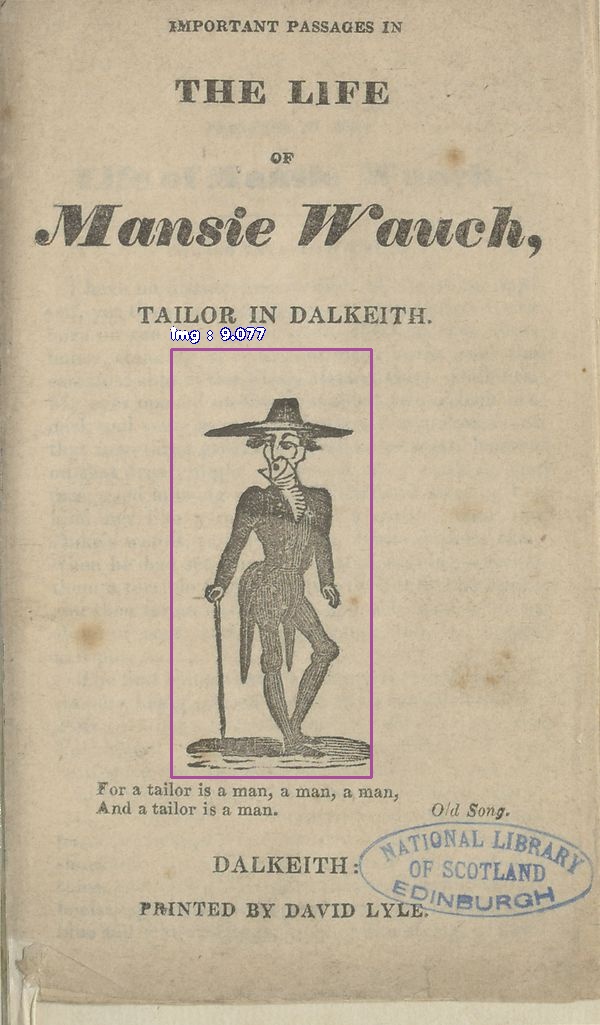 IMPORTANT PASSAGES IN
THE LIFE
OF
Mansie Wauch,
TAILOR IN DALKEITH.
img : 9.077
For a tailor is a man, a man, a man,
And a tailor is a man.
Old Song.
DALKEITH:
PRINTED BY DAVID LYLE.
NATIONAL LIBRARY
OF SCOTLAND
EDINBURGH